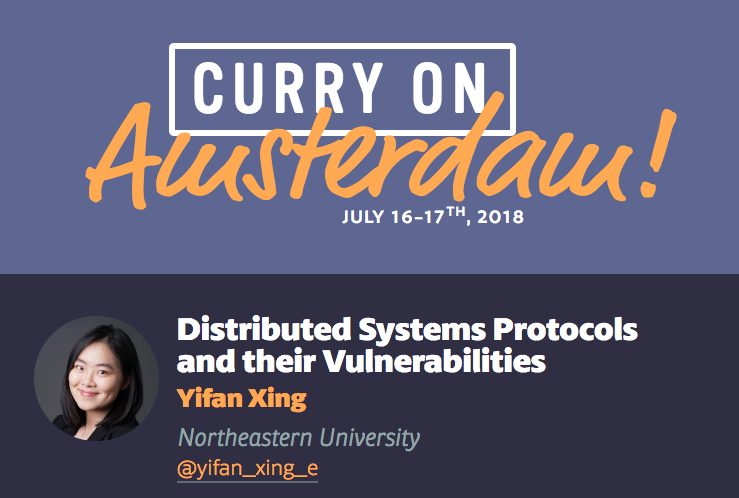 CURRY ON
Amsterdam!
JULY 16–17TH, 2018
Distributed Systems Protocols
and their Vulnerabilities
Yifan Xing
Northeastern University
@yifan_xing_e